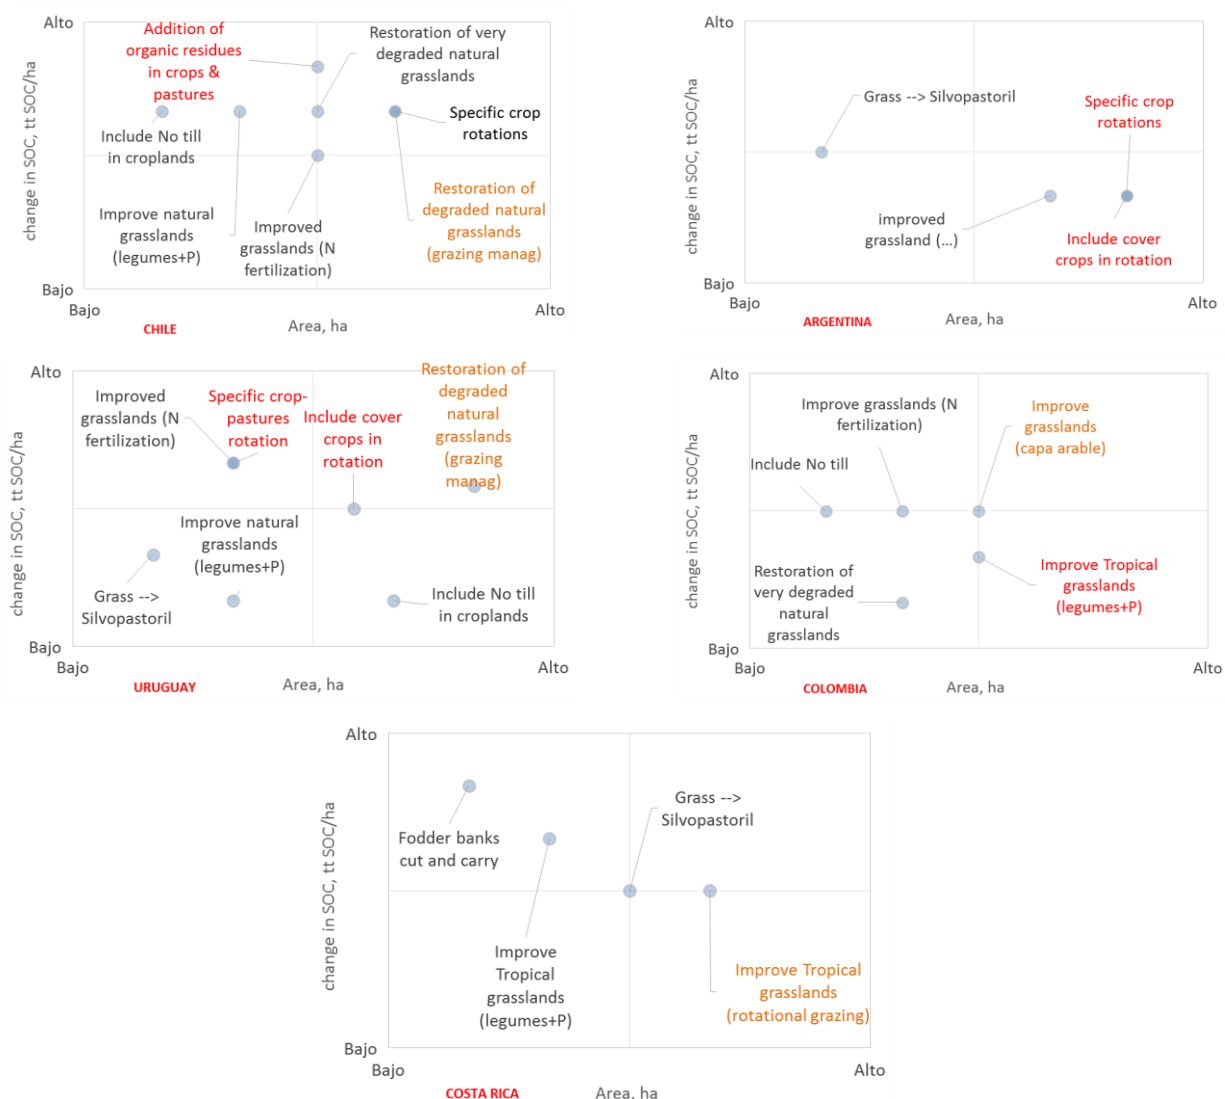 Alto
change in SOC, tt SOC/ha
Addition of
organic residues
in crops &
pastures
Restoration of very
degraded natural
grasslands
Include No till
in croplands
Specific crop
rotations
Improve natural
grasslands
(legumes+P)
Improved
grasslands (N
fertilization)
Restoration of
degraded natural
grasslands
(grazing manag)
Bajo
Bajo
Alto
CHILE
Area, ha
Alto
change in SOC, tt SOC/ha
Grass --> Silvopastoril
Specific crop
rotations
improved
grassland (...)
Include cover
crops in rotation
Bajo
Bajo
Alto
ARGENTINA
Area, ha
Alto
change in SOC, tt SOC/ha
Improved
grasslands (N
fertilization)
Specific crop-
pastures
rotation
Include cover
crops in
rotation
Restoration of
degraded
natural
grasslands
(grazing
manag)
Improve natural
grasslands
(legumes+P)
Grass -->
Silvopastoril
Include No till
in croplands
Bajo
Bajo
Alto
URUGUAY
Area, ha
Alto
change in SOC, tt SOC/ha
Improve grasslands (N
fertilization)
Improve
grasslands
(capa arable)
Include No till
Restoration of
very degraded
natural
grasslands
Improve Tropical
grasslands
(legumes+P)
Bajo
Bajo
Alto
COLOMBIA
Area, ha
Alto
change in SOC, tt SOC/ha
Fodder banks
cut and carry
Grass -->
Silvopastoril
Improve
Tropical
grasslands
(legumes+P)
Improve Tropical
grasslands
(rotational grazing)
Bajo
Bajo
Alto
COSTA RICA
Area, ha